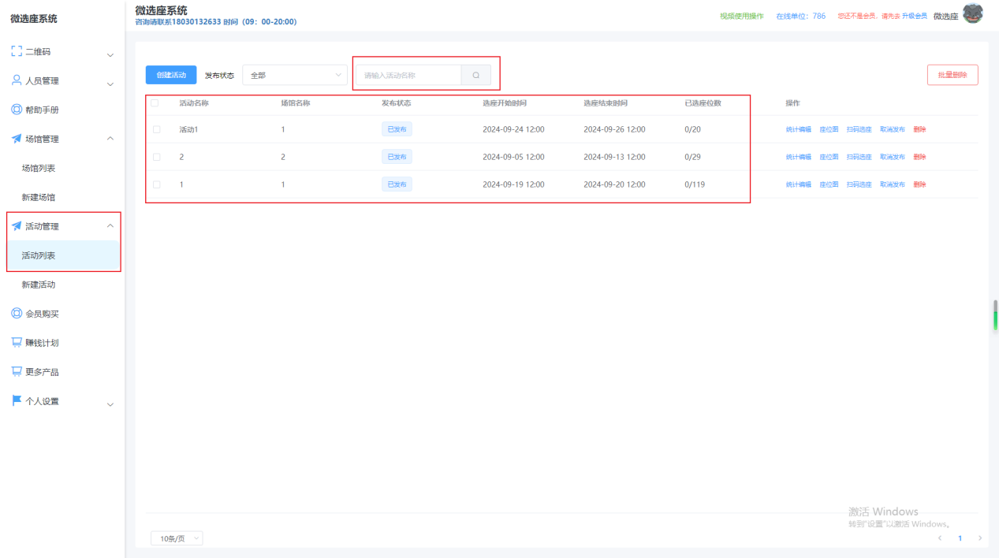 微选座系统
二维码
人员管理
帮助手册
场馆管理
场馆列表
新建场馆
活动管理
活动列表
新建活动
会员购买
赚钱计划
更多产品
个人设置
微选座系统
咨询请联系18030132633 时间（09：00-20:00）
视频使用操作 在线单位：786 您还不是会员，请先去 升级会员 微选座
创建活动 发布状态 全部 请输入活动名称 批量删除
活动名称 场馆名称 发布状态 选座开始时间 选座结束时间 已选座位数 操作
活动1 1 已发布 2024-09-24 12:00 2024-09-26 12:00 0/20 统计编辑 座位图 扫码选座 取消发布 删除
2 2 已发布 2024-09-05 12:00 2024-09-13 12:00 0/29 统计编辑 座位图 扫码选座 取消发布 删除
1 1 已发布 2024-09-19 12:00 2024-09-20 12:00 0/119 统计编辑 座位图 扫码选座 取消发布 删除
激活 Windows
转到"设置"以激活 Windows。
10条/页 1